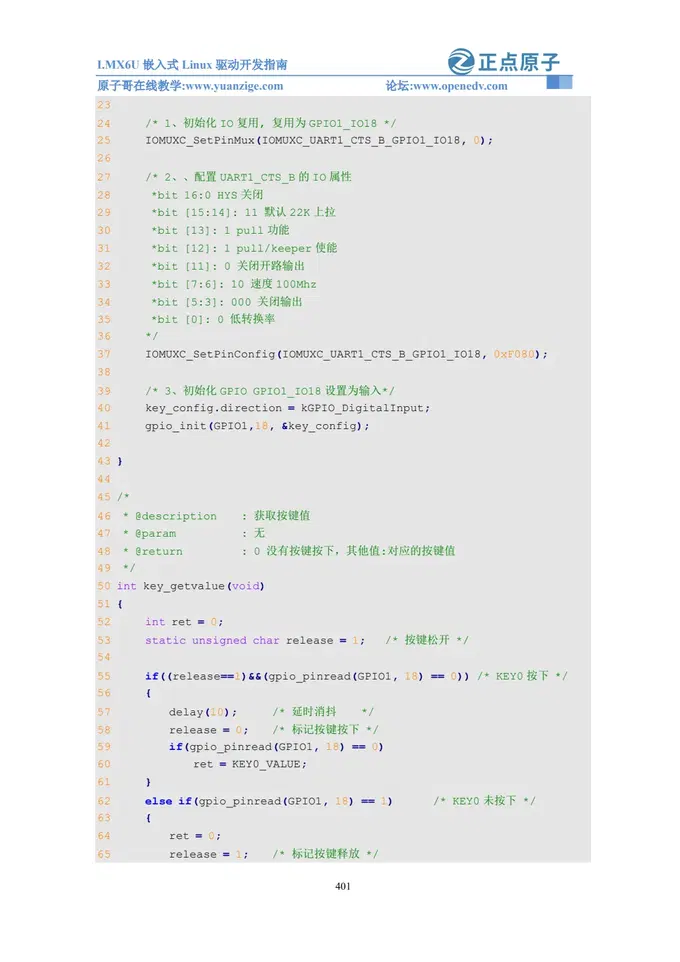 I.MX6U 嵌入式 Linux 驱动开发指南
正点原子
原子哥在线教学:www.yuanzige.com 论坛:www.openedv.com
23
24 /* 1、初始化 IO 复用, 复用为 GPIO1_IO18 */
25 IOMUXC_SetPinMux(IOMUXC_UART1_CTS_B_GPIO1_IO18, 0);
26
27 /* 2、、配置 UART1_CTS_B 的 IO 属性
28 *bit 16:0 HYS 关闭
29 *bit [15:14]: 11 默认 22K 上拉
30 *bit [13]: 1 pull 功能
31 *bit [12]: 1 pull/keeper 使能
32 *bit [11]: 0 关闭开路输出
33 *bit [7:6]: 10 速度 100Mhz
34 *bit [5:3]: 000 关闭输出
35 *bit [0]: 0 低转换率
36 */
37 IOMUXC_SetPinConfig(IOMUXC_UART1_CTS_B_GPIO1_IO18, 0xF080);
38
39 /* 3、初始化 GPIO GPIO1_IO18 设置为输入*/
40 key_config.direction = kGPIO_DigitalInput;
41 gpio_init(GPIO1,18, &key_config);
42
43 }
44
45 /*
46 * @description : 获取按键值
47 * @param : 无
48 * @return : 0 没有按键按下，其他值:对应的按键值
49 */
50 int key_getvalue(void)
51 {
52 int ret = 0;
53 static unsigned char release = 1; /* 按键松开 */
54
55 if((release==1)&&(gpio_pinread(GPIO1, 18) == 0)) /* KEY0 按下 */
56 {
57 delay(10); /* 延时消抖 */
58 release = 0; /* 标记按键按下 */
59 if(gpio_pinread(GPIO1, 18) == 0)
60 ret = KEY0_VALUE;
61 }
62 else if(gpio_pinread(GPIO1, 18) == 1) /* KEY0 未按下 */
63 {
64 ret = 0;
65 release = 1; /* 标记按键释放 */
401